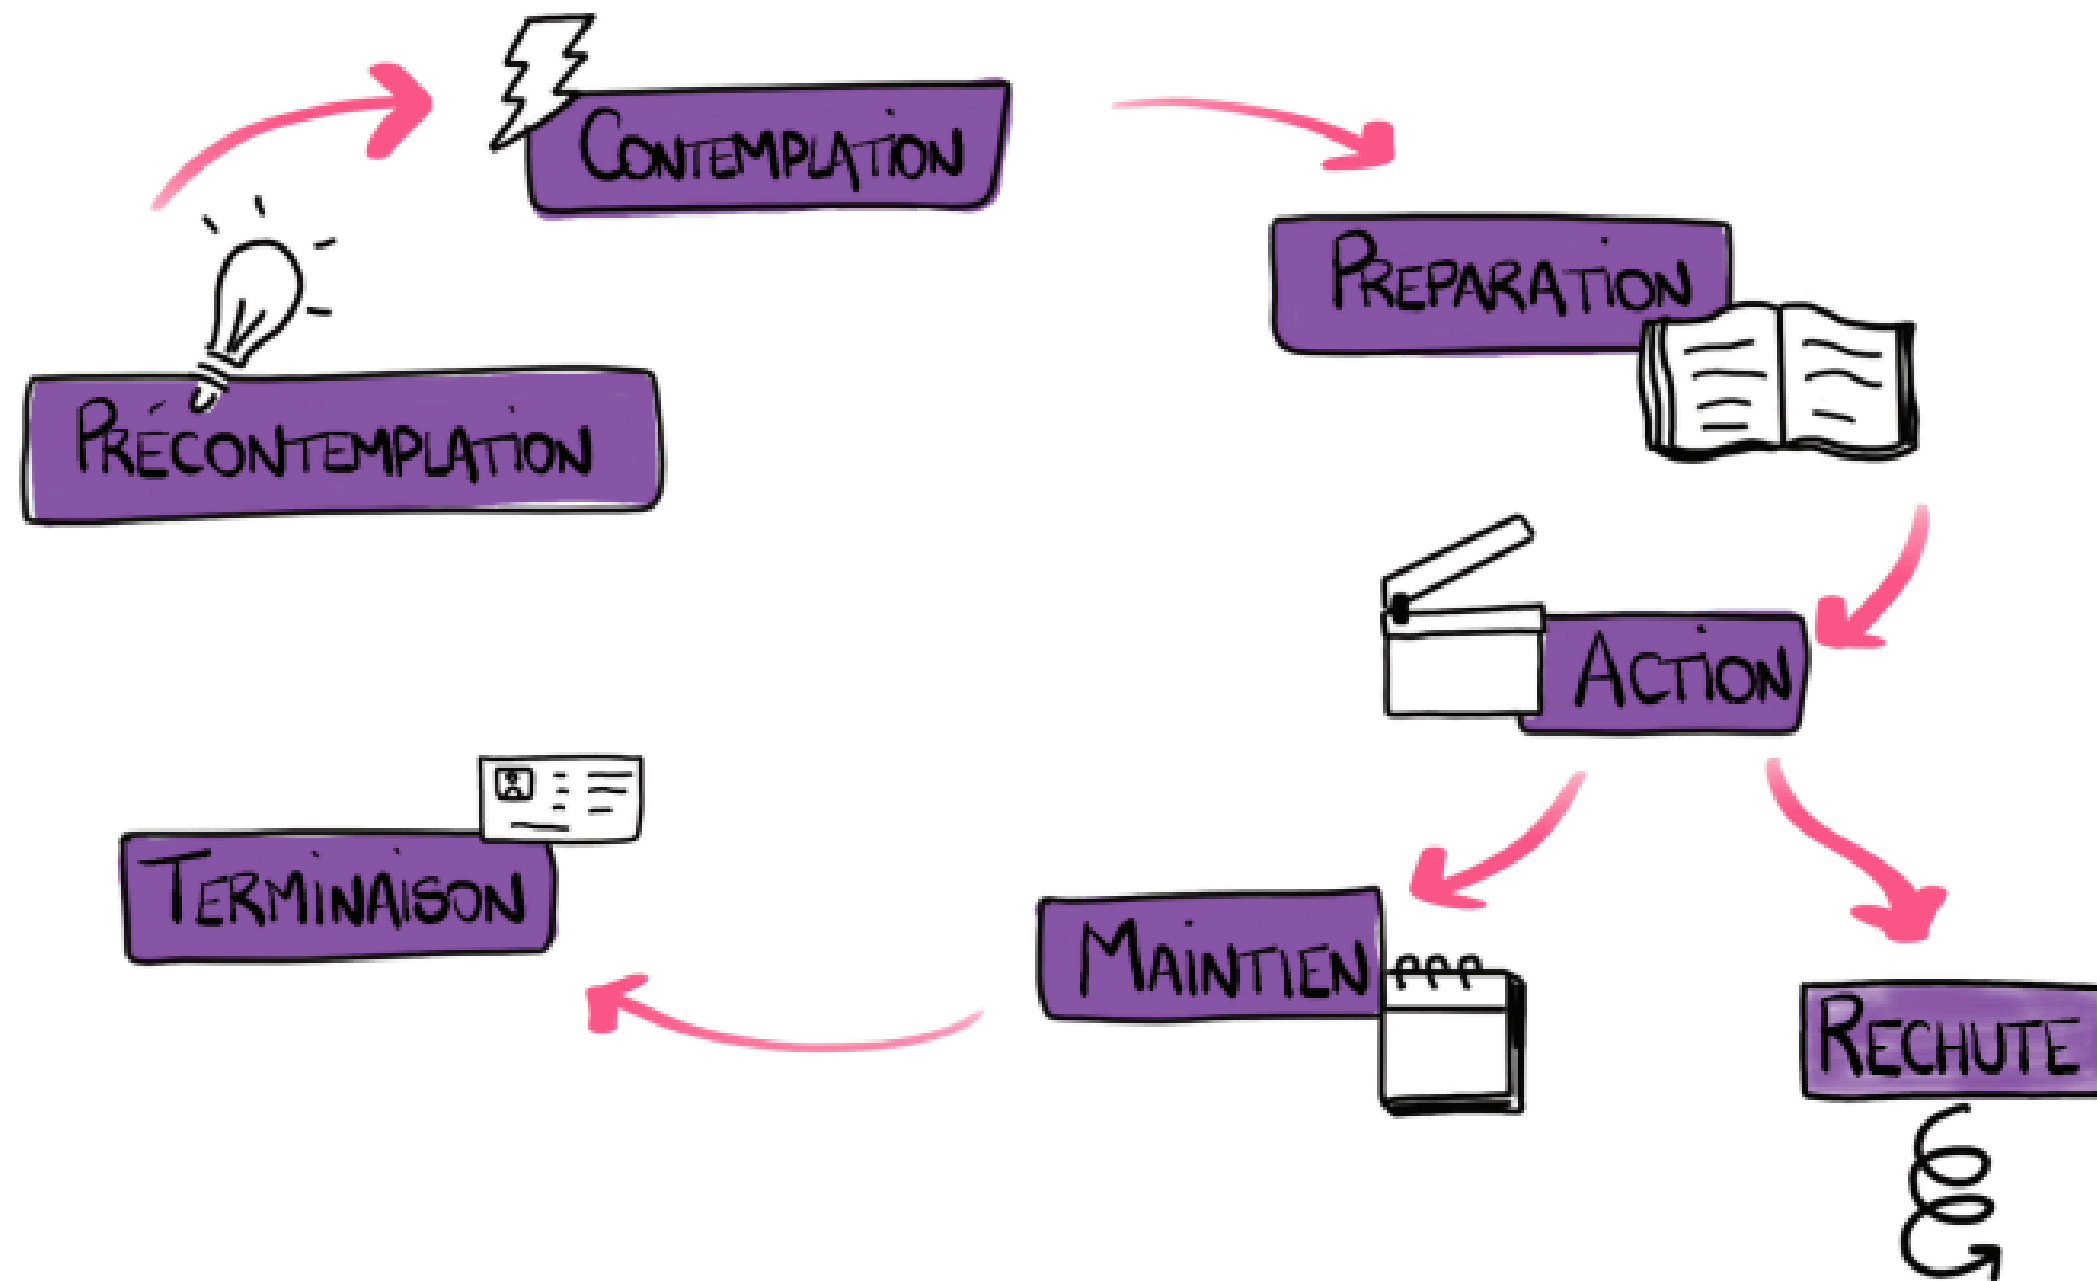 PRÉCONTEMPLATION
CONTEMPLATION
PREPARATION
ACTION
MAINTIEN
RECHUTE
TERMINAISON